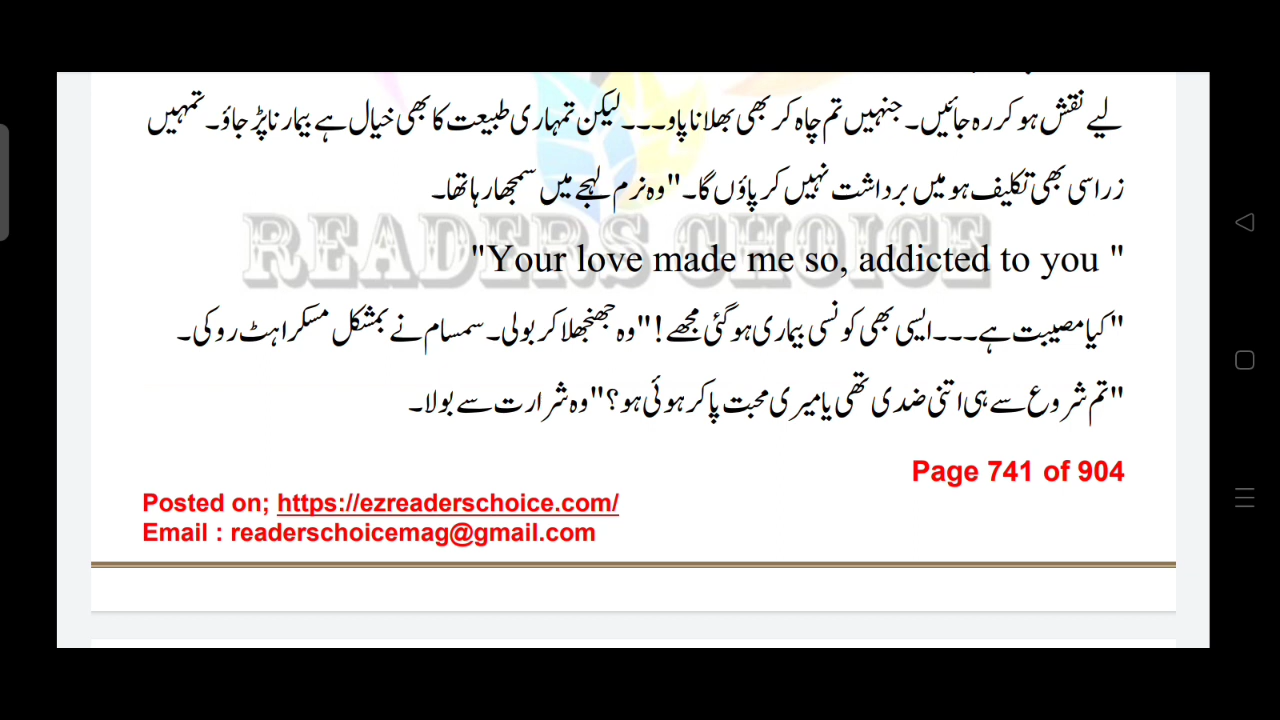 لیے نقش ہو کر رہ جائیں۔ جنہیں تم چاہ کر بھی بھلا نا پاو۔۔۔ لیکن تمہاری طبیعت کا بھی خیال ہے بیمار نا پڑ جاؤ۔ تمہیں
زرا سی بھی تکلیف ہو میں برداشت نہیں کر پاؤں گا۔" وہ نرم لہجے میں سمجھا رہا تھا۔
READERS CHOICE
"Your love made me so, addicted to you "
"کیا مصیبت ہے۔۔۔ ایسی بھی کونسی بیماری ہو گئی مجھے!" وہ جھنجھلا کر بولی۔ سمسام نے بمشکل مسکراہٹ روکی۔
"تم شروع سے ہی اتنی ضدی تھی یا میری محبت پا کر ہوئی ہو؟" وہ شرارت سے بولا۔
Page 741 of 904
Posted on; https://ezreaderschoice.com/
Email : readerschoicemag@gmail.com